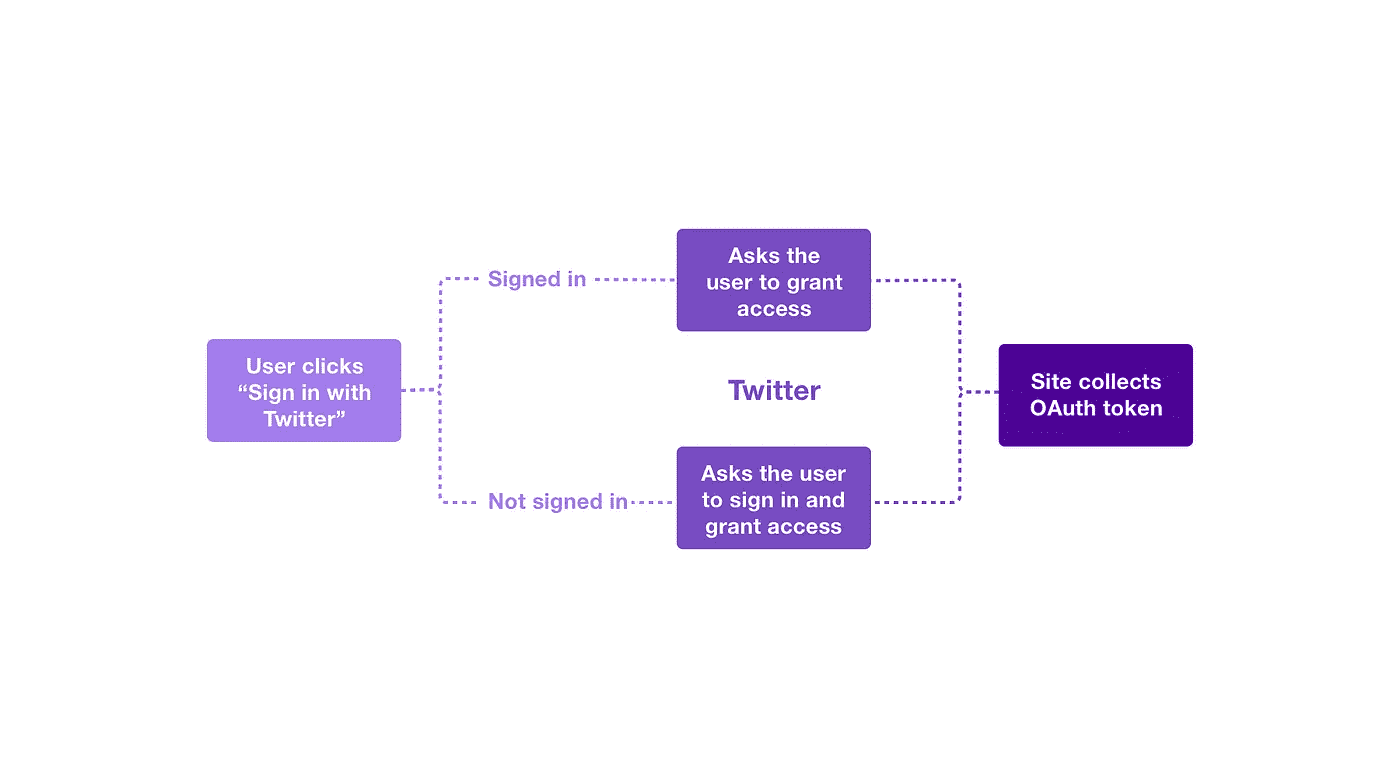 User clicks
“Sign in with
Twitter”
Signed in
Not signed in
Asks the
user to grant
access
Twitter
Asks the user
to sign in and
grant access
Site collects
OAuth token